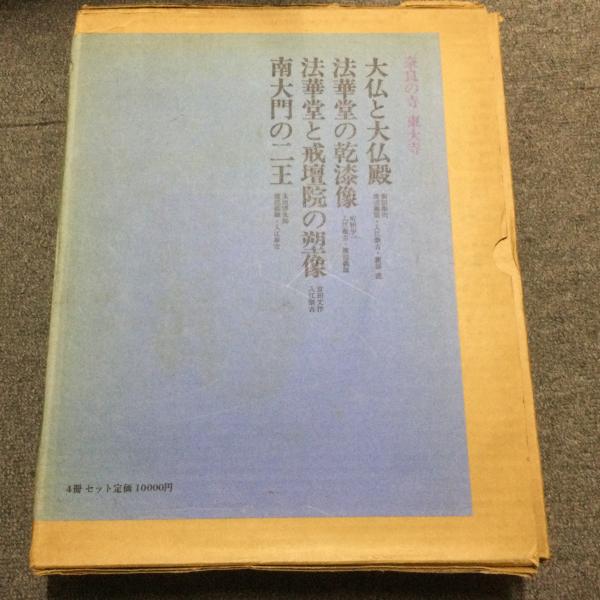 奈良の寺 東大寺
大仏と大仏殿
法華堂の乾漆像
法華堂と戒壇院の塑像
南大門の二王
4冊 セット定価 10000円